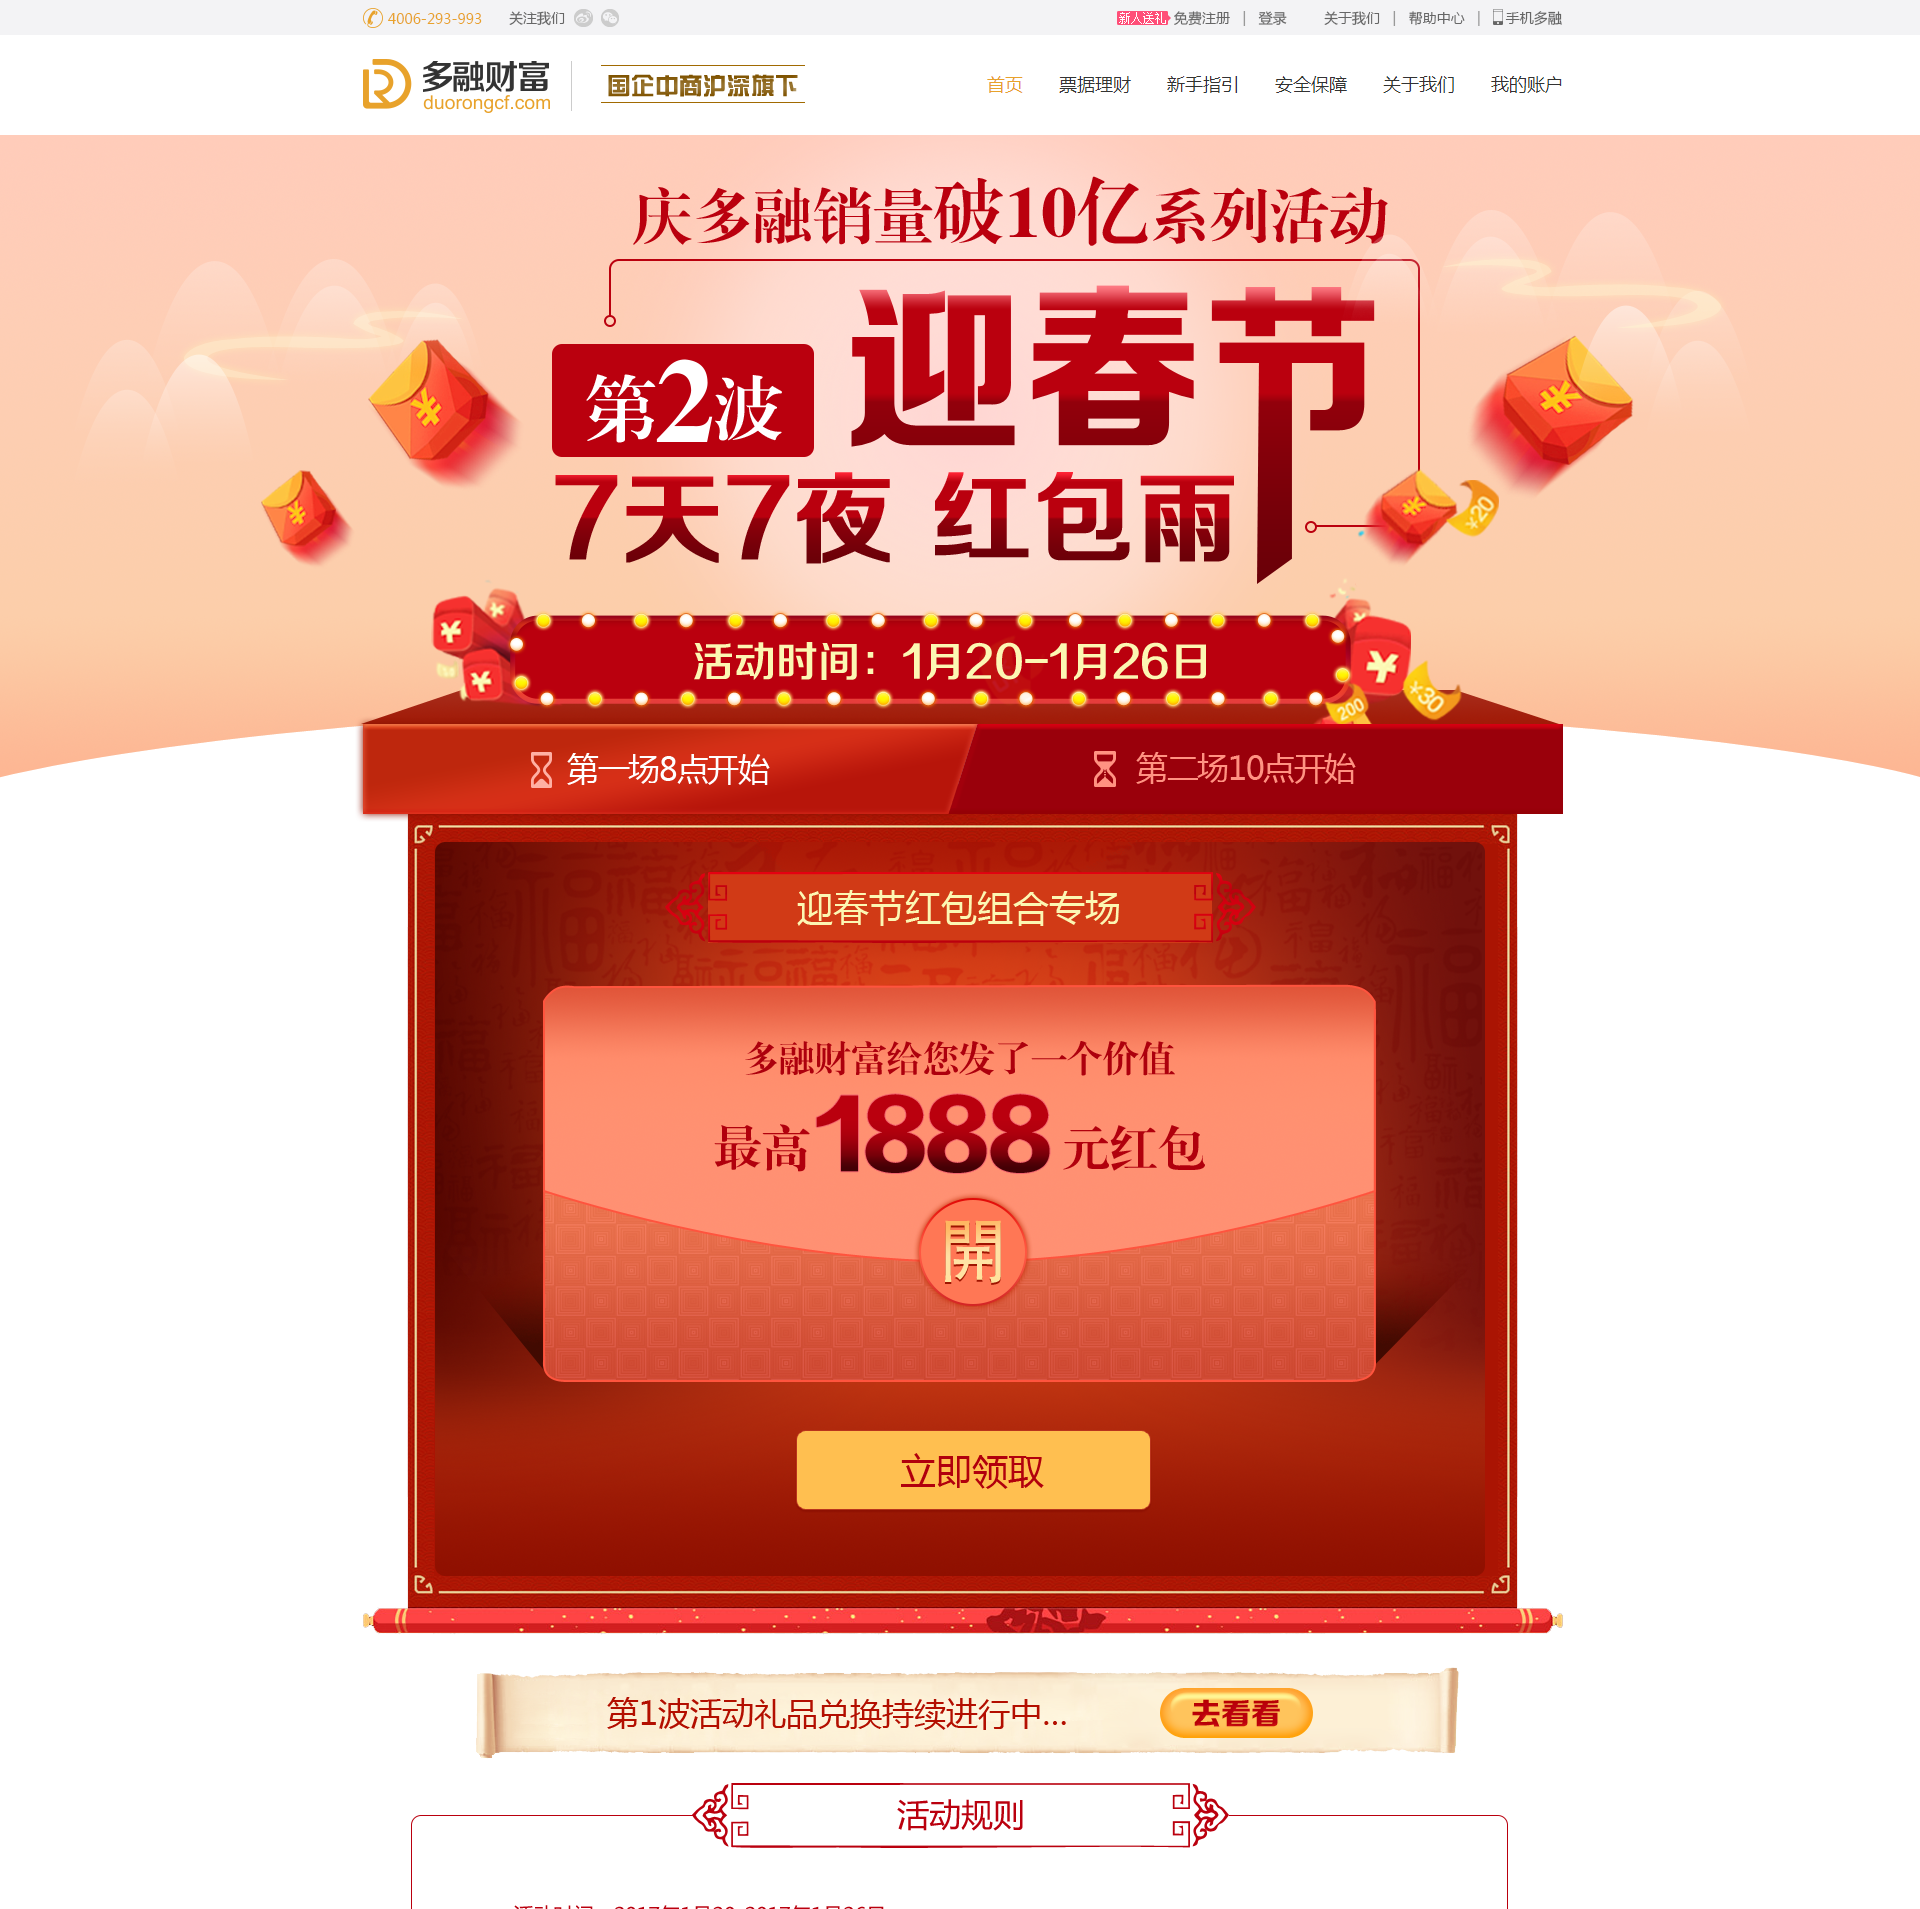 4006-293-993 关注我们 新人送礼 免费注册 | 登录 关于我们 | 帮助中心 | 手机多融
多融财富
duorongcf.com
国企中商沪深旗下
首页 票据理财 新手指引 安全保障 关于我们 我的账户
庆多融销量破10亿系列活动
第2波
迎春节
7天7夜 红包雨
¥20
活动时间：1月20-1月26日
¥30
200
第一场8点开始
第二场10点开始
迎春节红包组合专场
多融财富给您发了一个价值
最高1888元红包
開
立即领取
第1波活动礼品兑换持续进行中...
去看看
活动规则